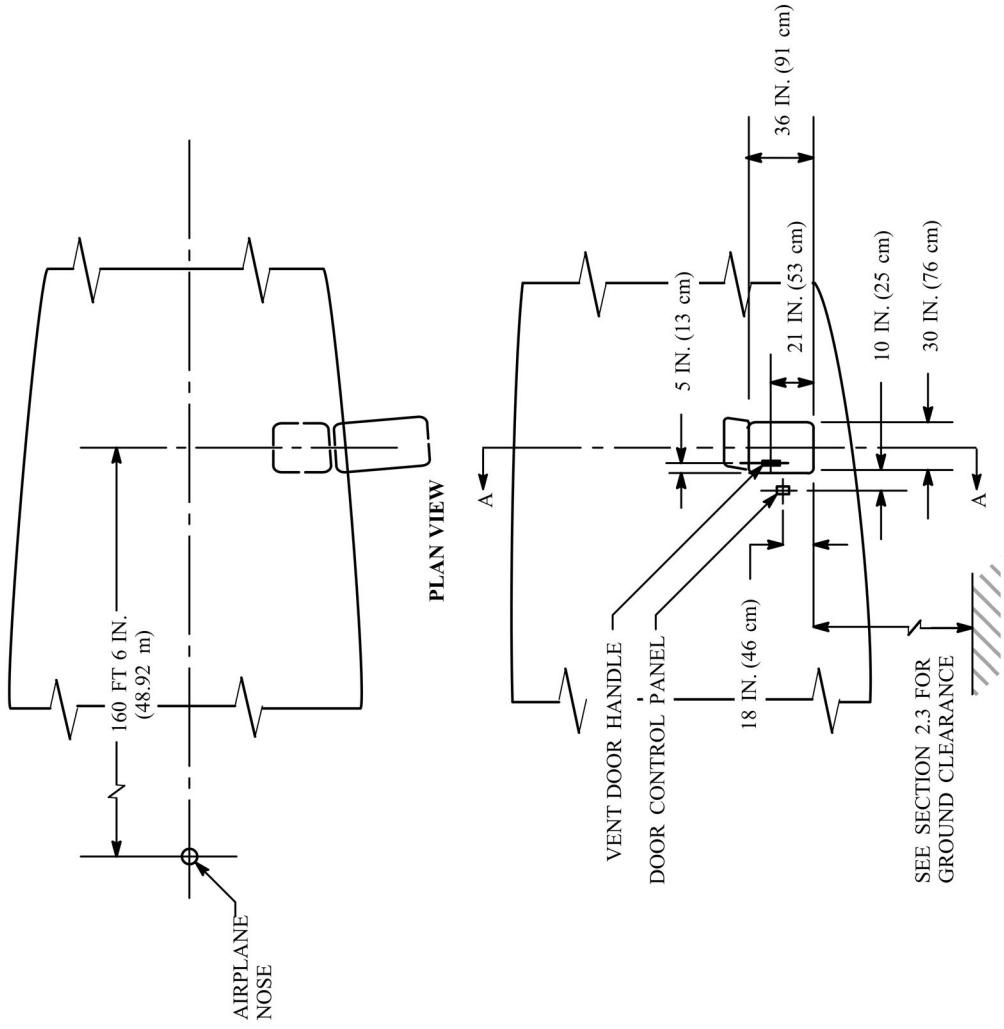 160 FT 6 IN.
(48.92 m)
AIRPLANE
NOSE
PLAN VIEW
36 IN. (91 cm)
21 IN. (53 cm)
5 IN. (13 cm)
10 IN. (25 cm)
30 IN. (76 cm)
A
A
VENT DOOR HANDLE
DOOR CONTROL PANEL
18 IN. (46 cm)
SEE SECTION 2.3 FOR
GROUND CLEARANCE